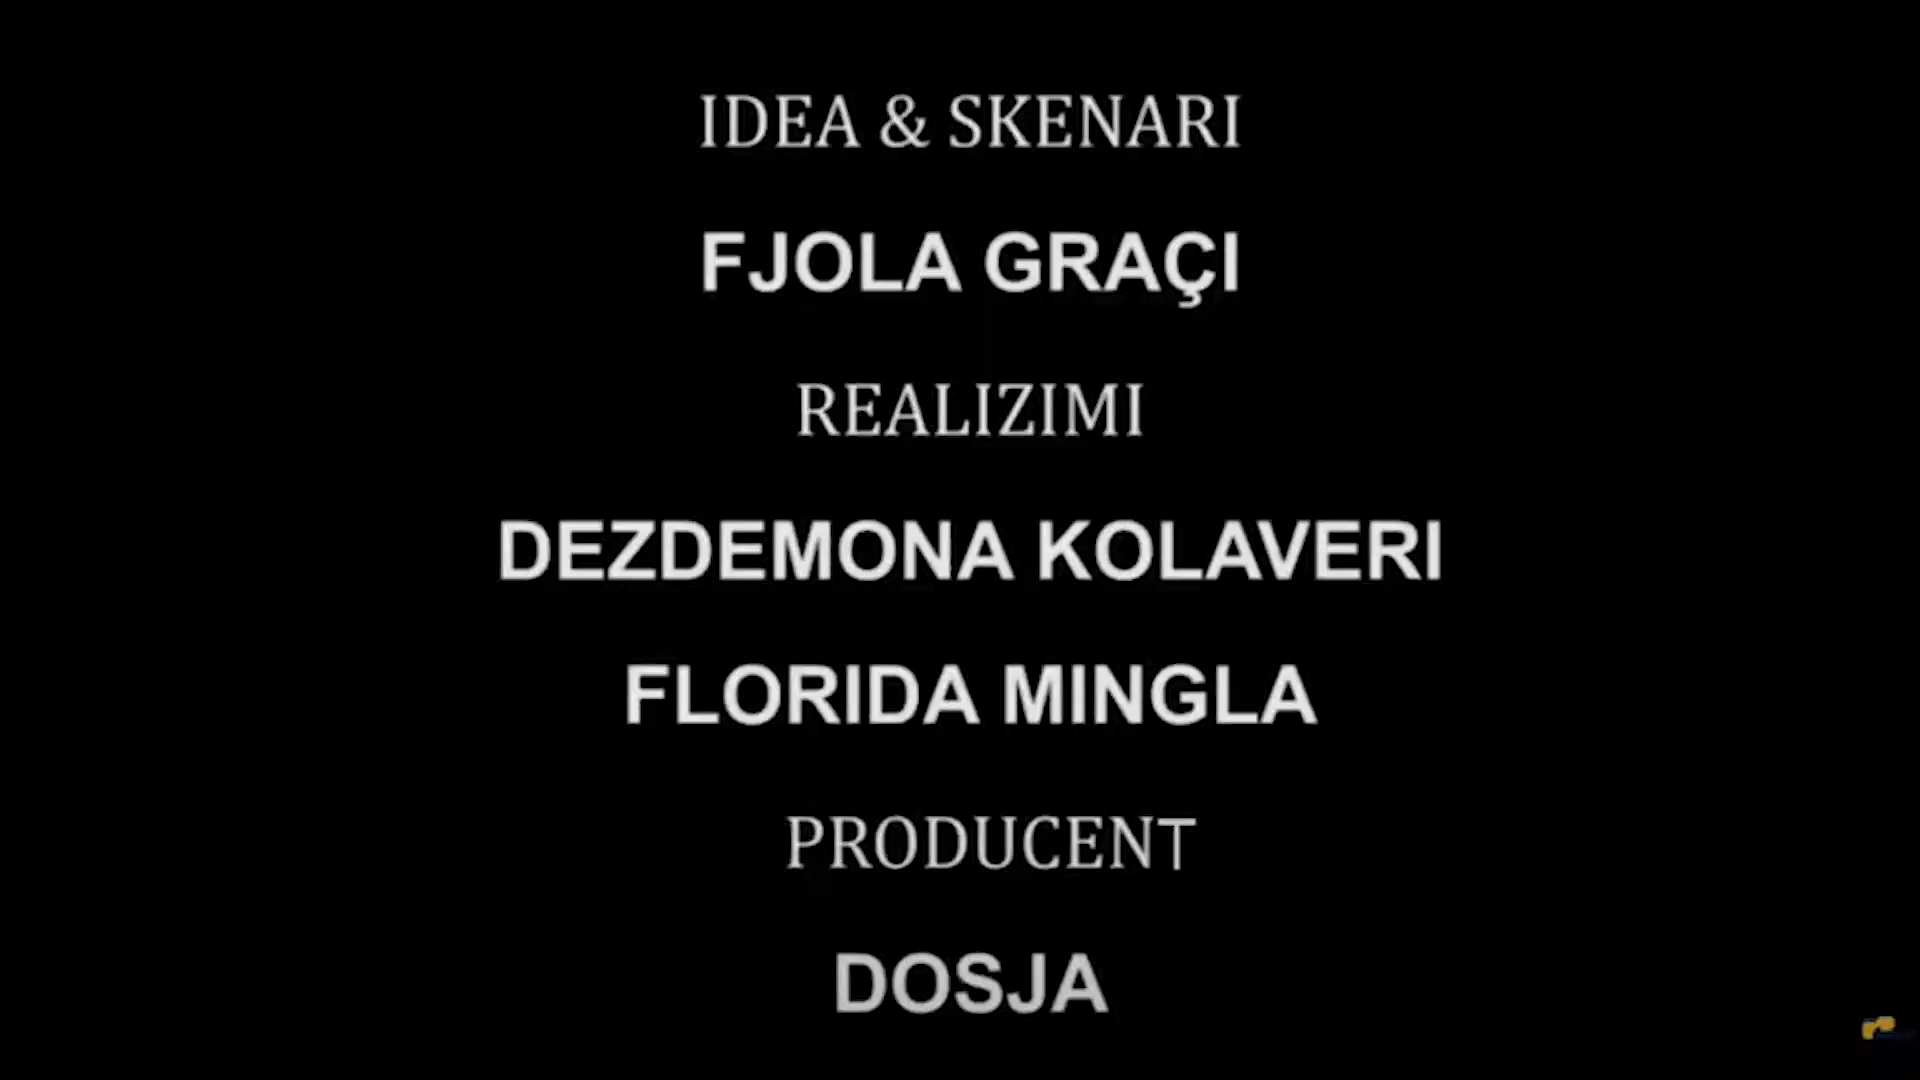 IDEA & SKENARI
FJOLA GRAÇI
REALIZIMI
DEZDEMONA KOLAVERI
FLORIDA MINGLA
PRODUCENT
DOSJA